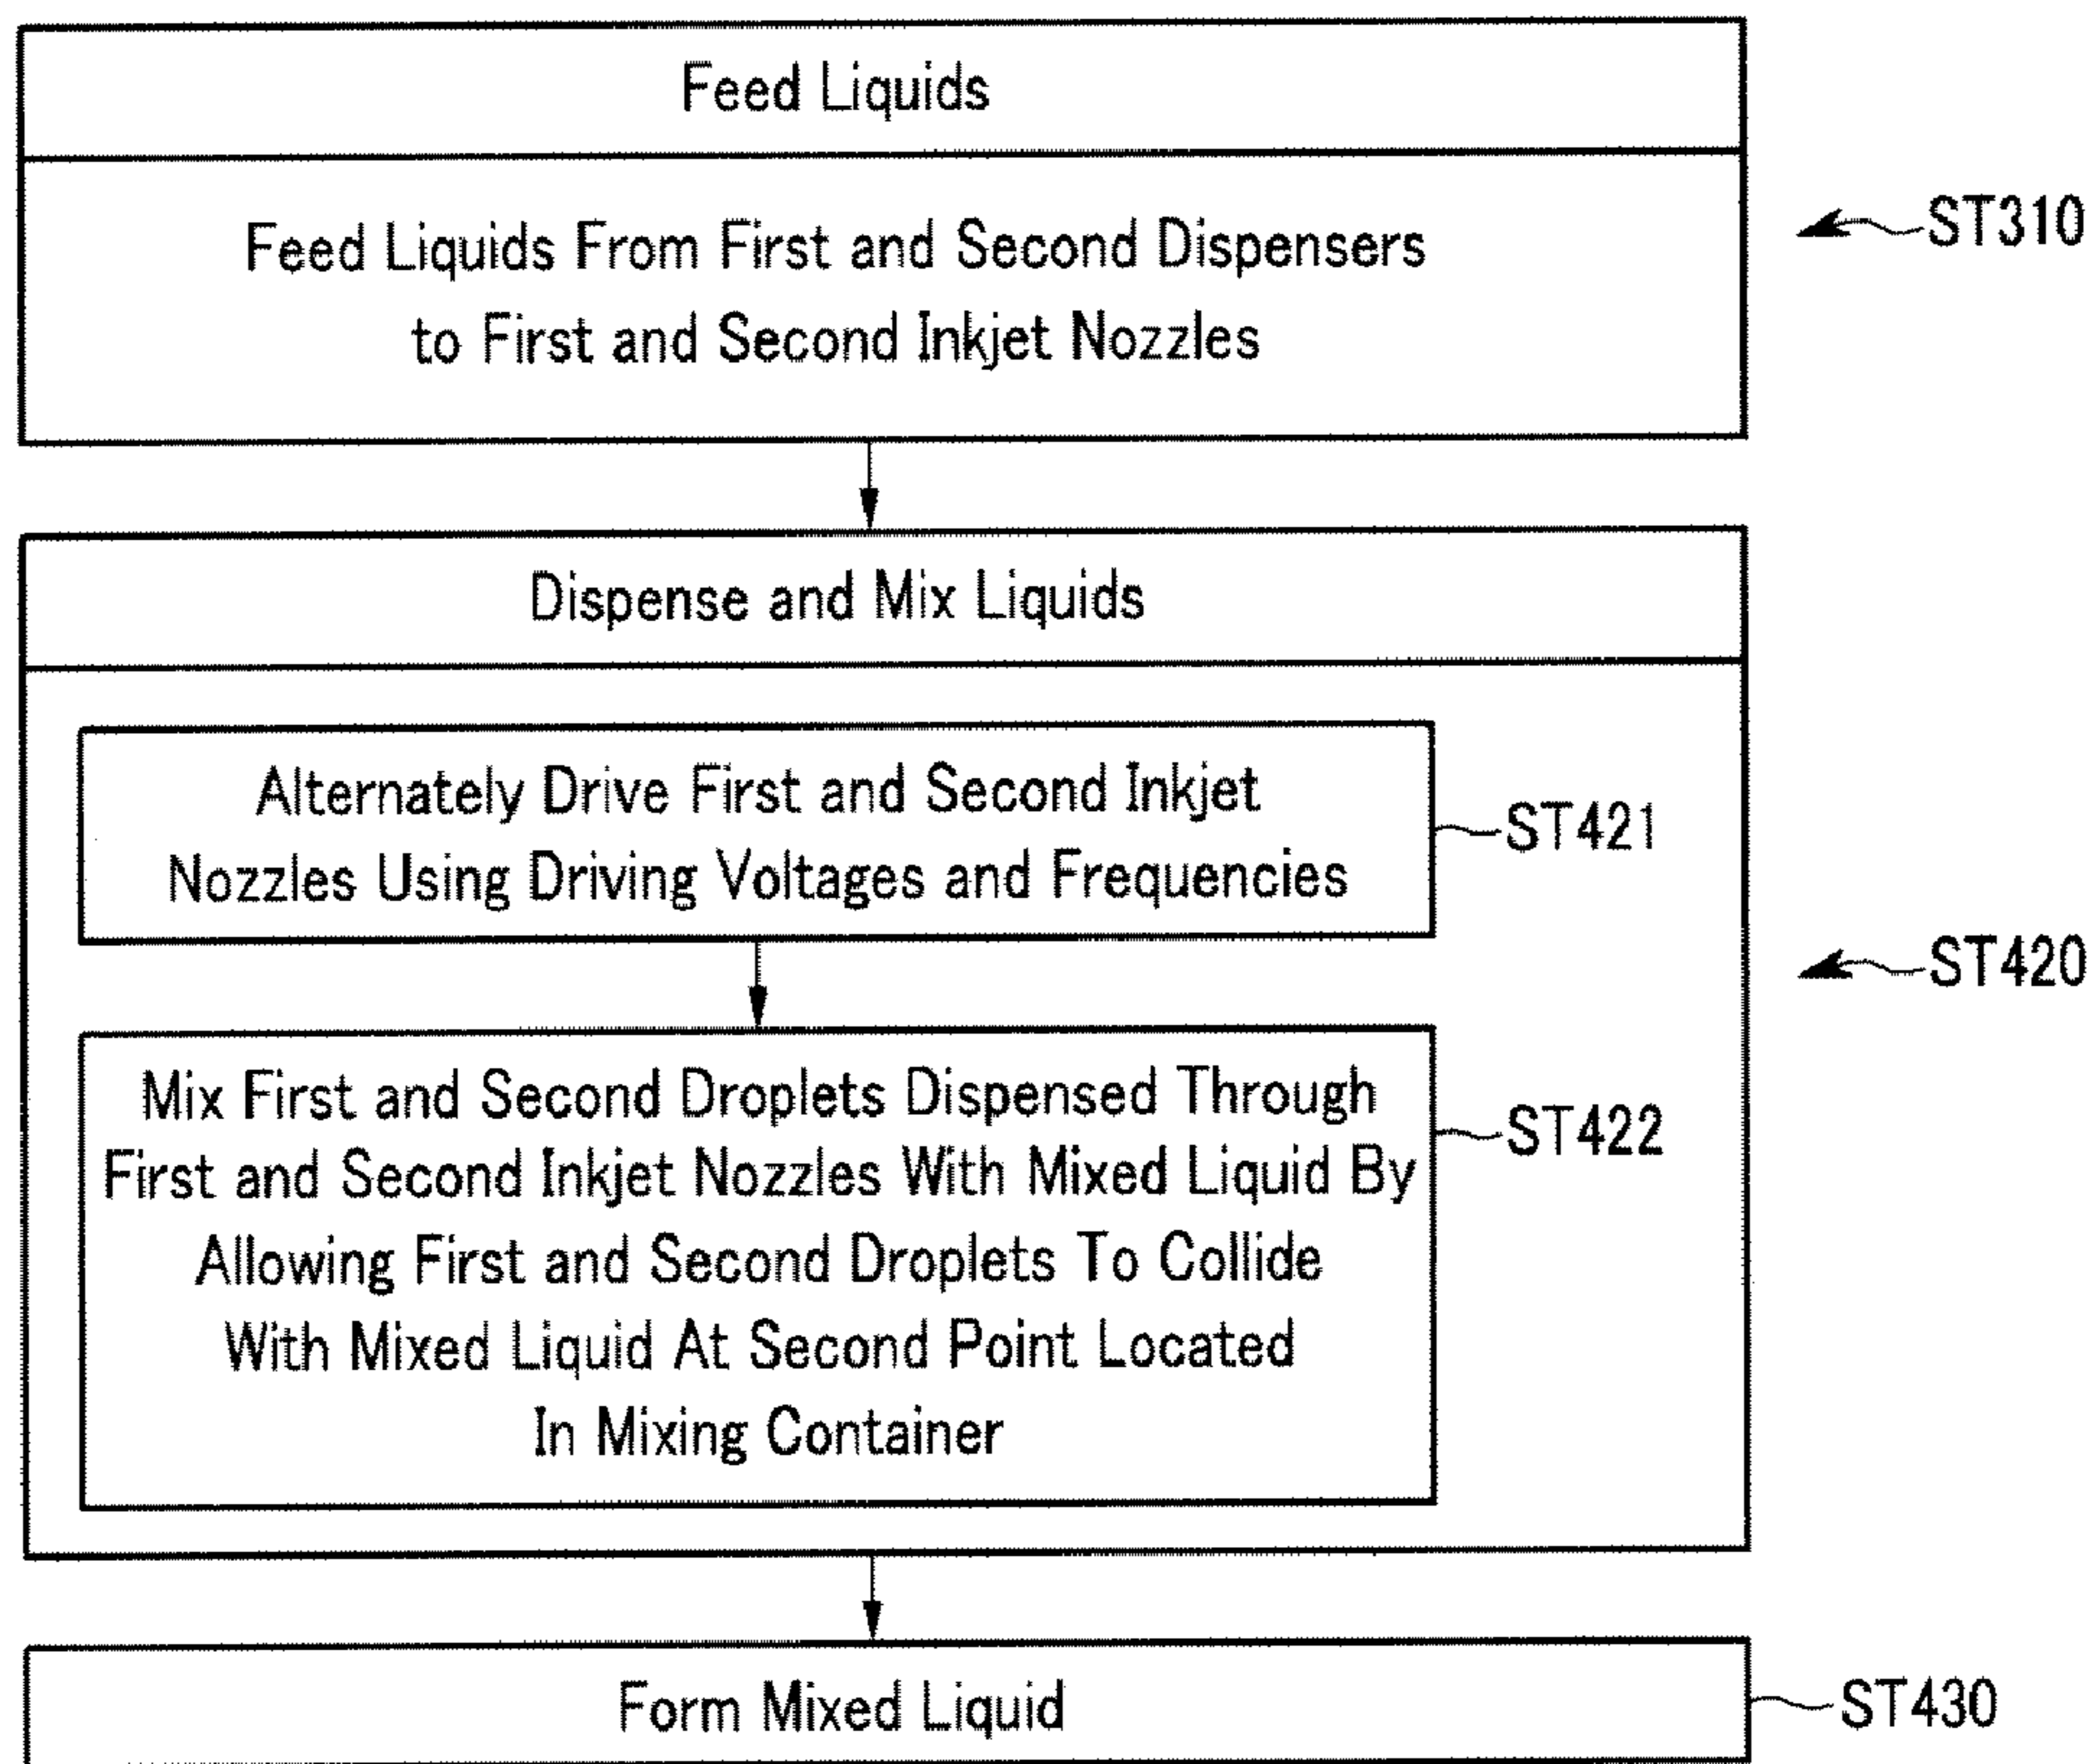 Feed Liquids
Feed Liquids From First and Second Dispensers
to First and Second Inkjet Nozzles
ST310
Dispense and Mix Liquids
Alternately Drive First and Second Inkjet
Nozzles Using Driving Voltages and Frequencies
ST421
ST420
Mix First and Second Droplets Dispensed Through
First and Second Inkjet Nozzles With Mixed Liquid By
Allowing First and Second Droplets To Collide
With Mixed Liquid At Second Point Located
In Mixing Container
ST422
Form Mixed Liquid
ST430